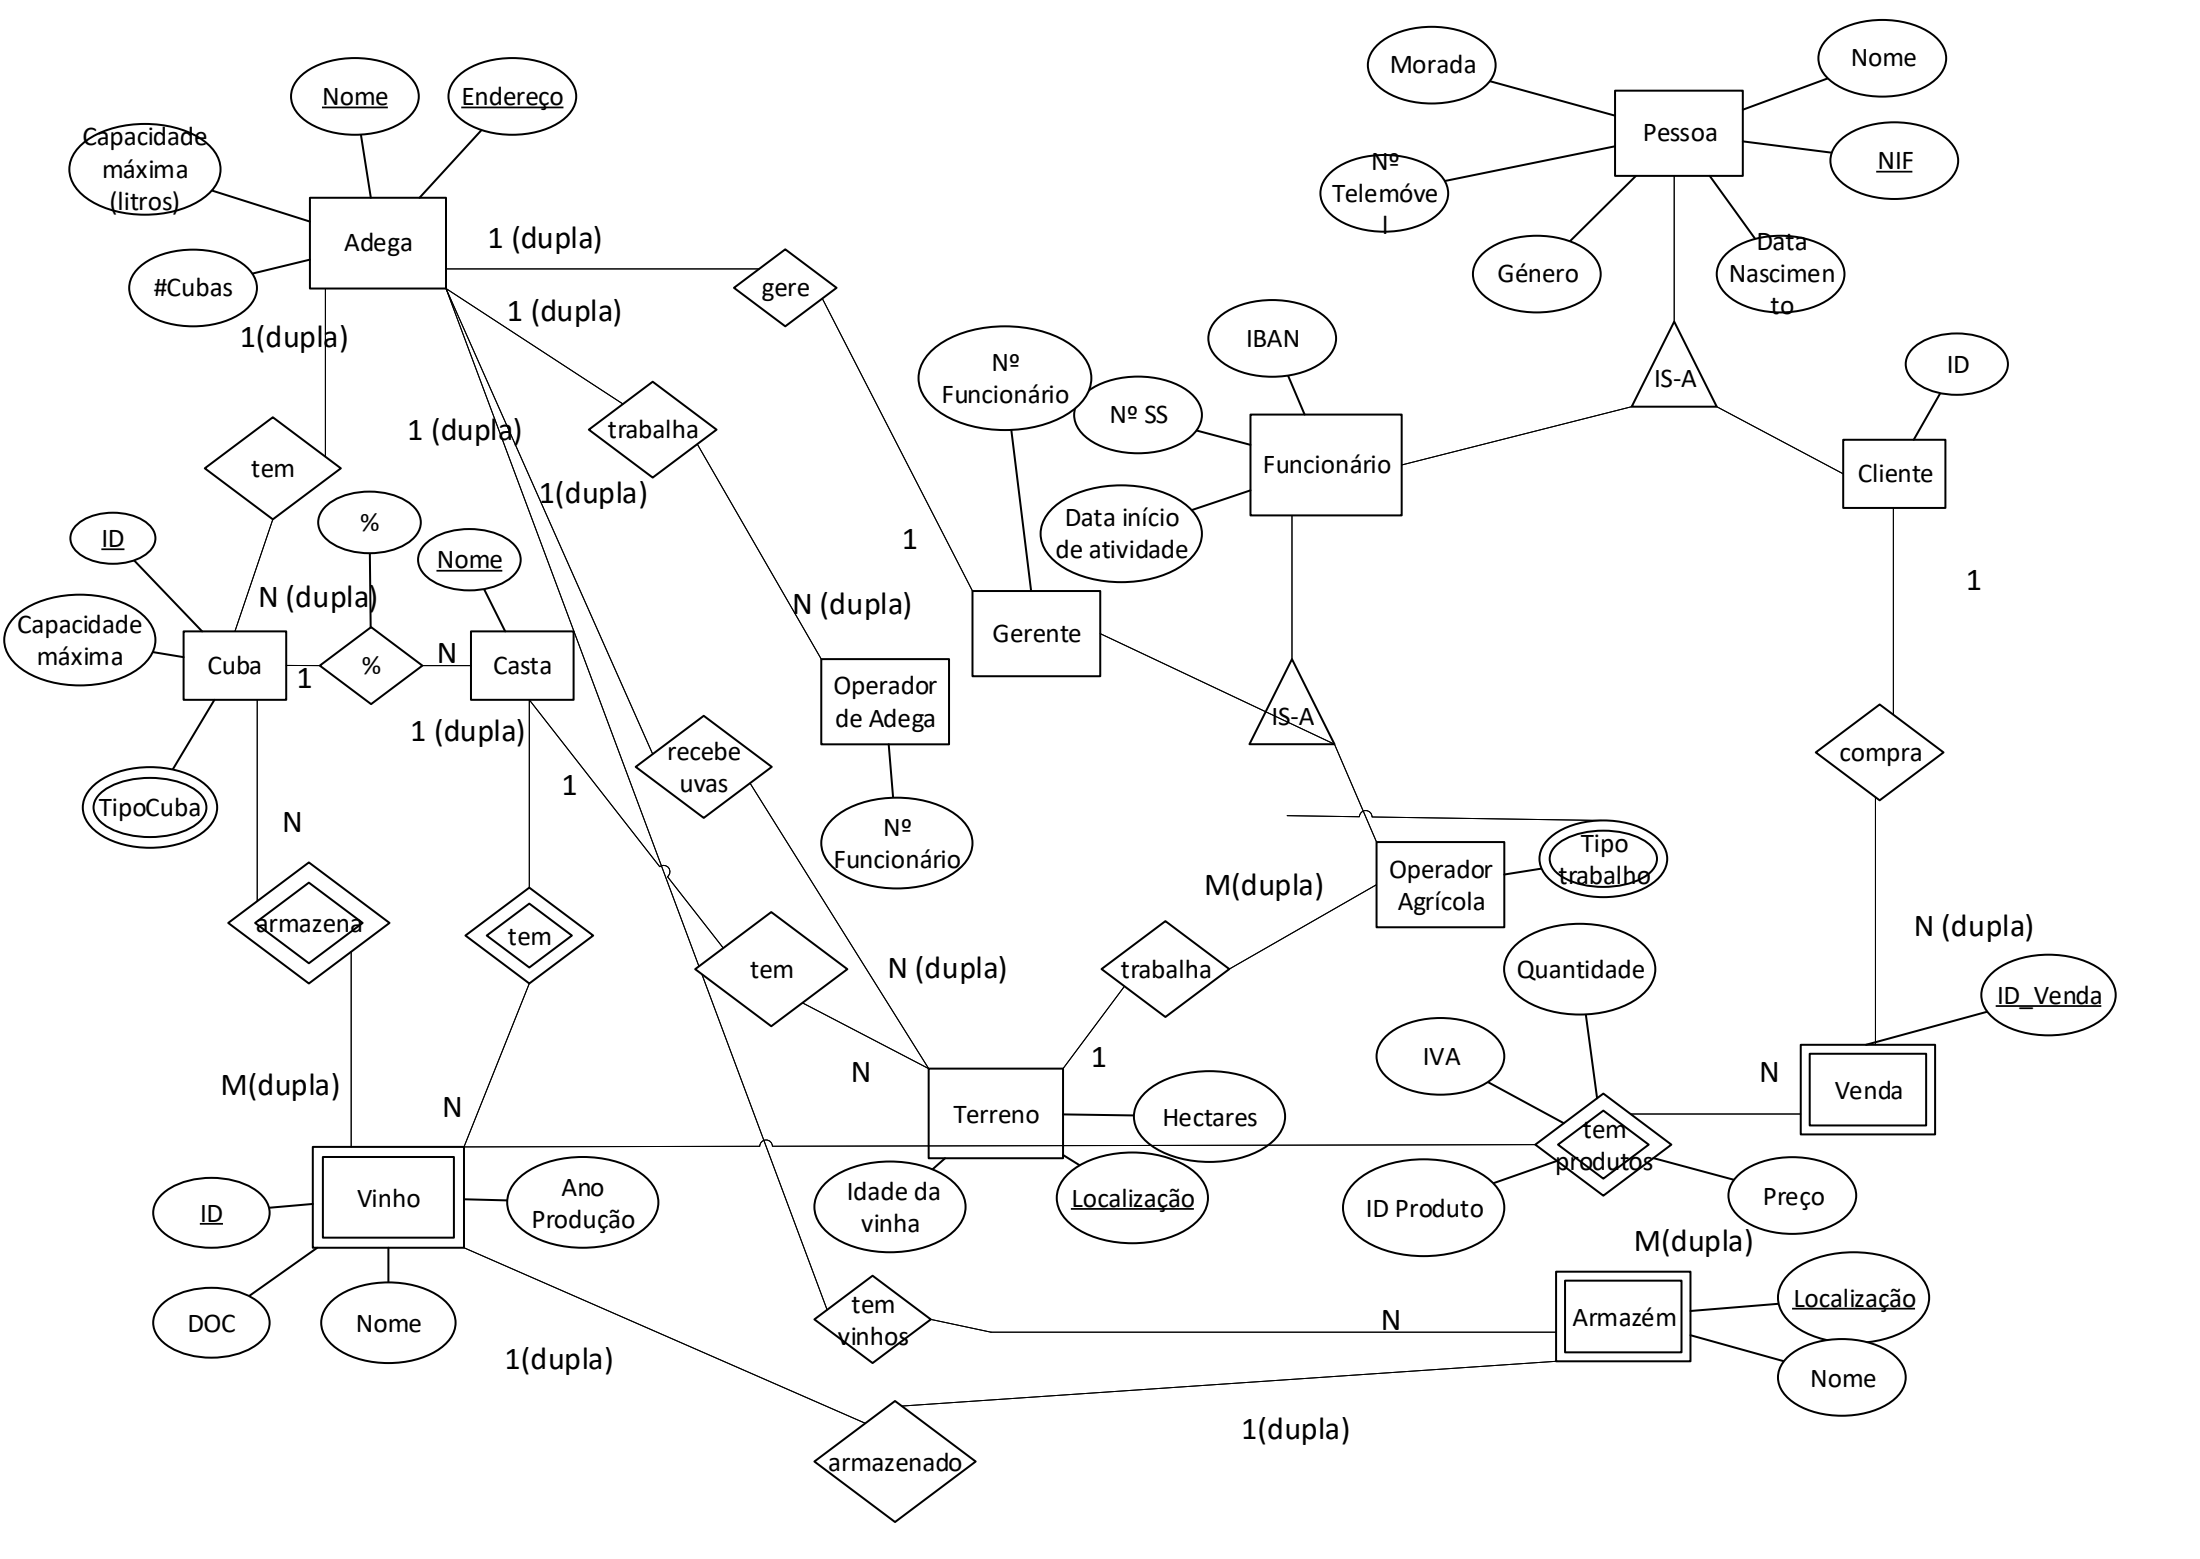 Nome
Morada
Nome
Endereço
Pessoa
Capacidade
máxima
(litros)
NIF
Nº
Telemóve
l
1 (dupla)
Adega
Data
Nascimen
to
Género
#Cubas
gere
1 (dupla)
1(dupla)
IBAN
Nº
Funcionário
IS-A
ID
Nº SS
1 (dupla)
trabalha
Funcionário
tem
Cliente
1(dupla)
%
Data início
de atividade
ID
Nome
1
1
N (dupla)
N (dupla)
Capacidade
máxima
Gerente
Cuba
1
%
N
Casta
Operador
de Adega
IS-A
1 (dupla)
recebe
uvas
compra
1
TipoCuba
N
Nº
Funcionário
Tipo
trabalho
Operador
Agrícola
M(dupla)
armazena
tem
N (dupla)
tem
N (dupla)
trabalha
Quantidade
ID_Venda
M(dupla)
N
N
1
IVA
N
Venda
Terreno
Hectares
tem
produtos
Vinho
ID
Ano
Produção
Idade da
vinha
Localização
ID Produto
Preço
M(dupla)
DOC
Nome
tem
vinhos
N
Armazém
Localização
Nome
1(dupla)
1(dupla)
armazenado